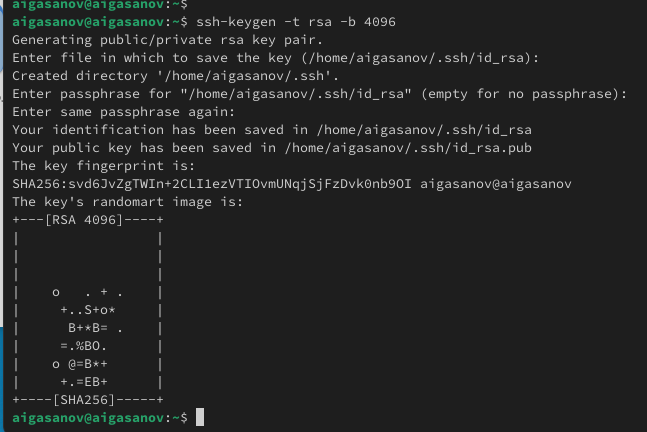 aigasanov@aigasanov:~$
aigasanov@aigasanov:~$ ssh-keygen -t rsa -b 4096
Generating public/private rsa key pair.
Enter file in which to save the key (/home/aigasanov/.ssh/id_rsa):
Created directory '/home/aigasanov/.ssh'.
Enter passphrase for "/home/aigasanov/.ssh/id_rsa" (empty for no passphrase):
Enter same passphrase again:
Your identification has been saved in /home/aigasanov/.ssh/id_rsa
Your public key has been saved in /home/aigasanov/.ssh/id_rsa.pub
The key fingerprint is:
SHA256:svd6JvZgTWIn+2CLI1ezVTIOvmUNqjSjFzDvk0nb9OI aigasanov@aigasanov
The key's randomart image is:
+---[RSA 4096]----+
|                 |
|                 |
|                 |
|    o   . + .    |
|     +..S+o*     |
|      B+*B= .    |
|     =.%BO.      |
|    o @=B*+      |
|     +.=EB+      |
+----[SHA256]-----+
aigasanov@aigasanov:~$